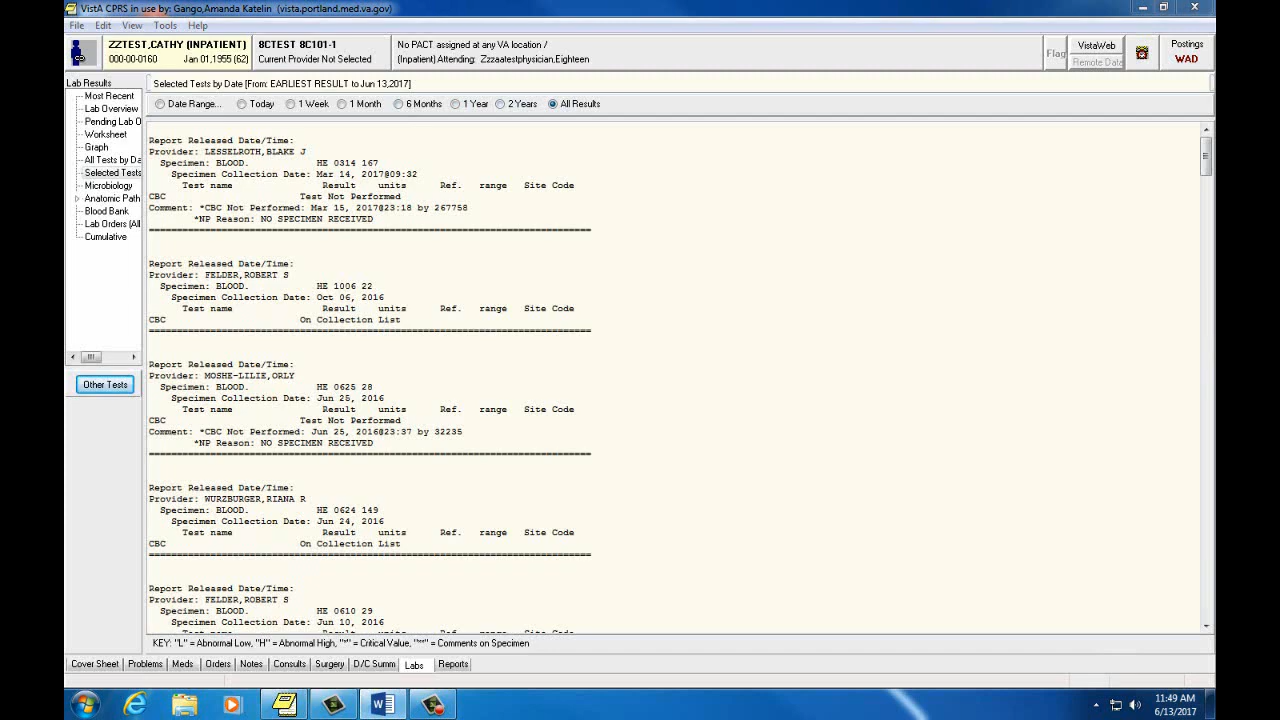 VistA CPRS in use by: Gango,Amanda Katelin (vista.portland.med.va.gov)
File Edit View Tools Help
ZZTEST,CATHY (INPATIENT) 8CTEST 8C101-1 No PACT assigned at any VA location / Flag VistaWeb Postings
000-00-0160 Jan 01,1955 (62) Current Provider Not Selected (Inpatient) Attending: Zzzaatestphysician,Eighteen Remote Data WAD
Lab Results
Most Recent
Lab Overview
Pending Lab O
Worksheet
Graph
All Tests by Da
Selected Tests
Microbiology
Anatomic Path
Blood Bank
Lab Orders (All
Cumulative
Other Tests
Selected Tests by Date [From: EARLIEST RESULT to Jun 13,2017]
Date Range... Today 1 Week 1 Month 6 Months 1 Year 2 Years All Results
Report Released Date/Time:
Provider: LESSELROTH,BLAKE J
Specimen: BLOOD. HE 0314 167
Specimen Collection Date: Mar 14, 2017@09:32
Test name Result units Ref. range Site Code
CBC Test Not Performed
Comment: *CBC Not Performed: Mar 15, 2017@23:18 by 267758
*NP Reason: NO SPECIMEN RECEIVED
===============================================================================
Report Released Date/Time:
Provider: FELDER,ROBERT S
Specimen: BLOOD. HE 1006 22
Specimen Collection Date: Oct 06, 2016
Test name Result units Ref. range Site Code
CBC On Collection List
===============================================================================
Report Released Date/Time:
Provider: MOSHE-LILIE,ORLY
Specimen: BLOOD. HE 0625 28
Specimen Collection Date: Jun 25, 2016
Test name Result units Ref. range Site Code
CBC Test Not Performed
Comment: *CBC Not Performed: Jun 25, 2016@23:37 by 32235
*NP Reason: NO SPECIMEN RECEIVED
===============================================================================
Report Released Date/Time:
Provider: WURZBURGER,RIANA R
Specimen: BLOOD. HE 0624 149
Specimen Collection Date: Jun 24, 2016
Test name Result units Ref. range Site Code
CBC On Collection List
===============================================================================
Report Released Date/Time:
Provider: FELDER,ROBERT S
Specimen: BLOOD. HE 0610 29
Specimen Collection Date: Jun 10, 2016
KEY: "L" = Abnormal Low, "H" = Abnormal High, "*" = Critical Value, "**" = Comments on Specimen
Cover Sheet Problems Meds Orders Notes Consults Surgery D/C Summ Labs Reports
11:49 AM
6/13/2017